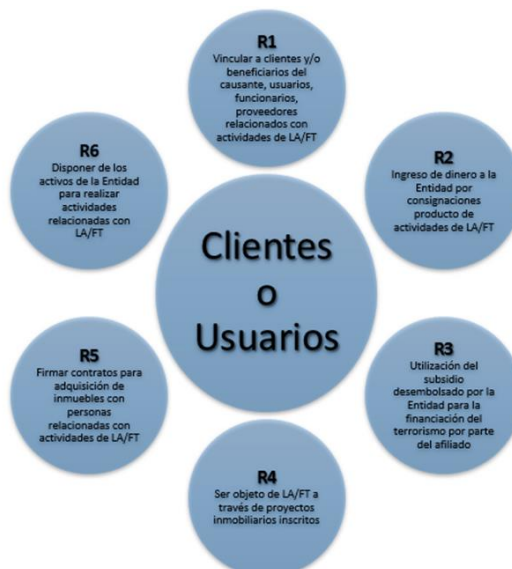 R1
Vincular a clientes y/o
beneficiarios del
causante, usuarios,
funcionarios,
proveedores
relacionados con
actividades de LA/FT
R2
Ingreso de dinero a la
Entidad por
consignaciones
producto de
actividades de LA/FT
R3
Utilización del
subsidio
desembolsado por la
Entidad para la
financiación del
terrorismo por parte
del afiliado
R4
Ser objeto de LA/FT a
través de proyectos
inmobiliarios inscritos
R5
Firmar contratos para
adquisición de
inmuebles con
personas
relacionadas con
actividades de LA/FT
R6
Disponer de los
activos de la Entidad
para realizar
actividades
relacionadas con
LA/FT
Clientes
o
Usuarios